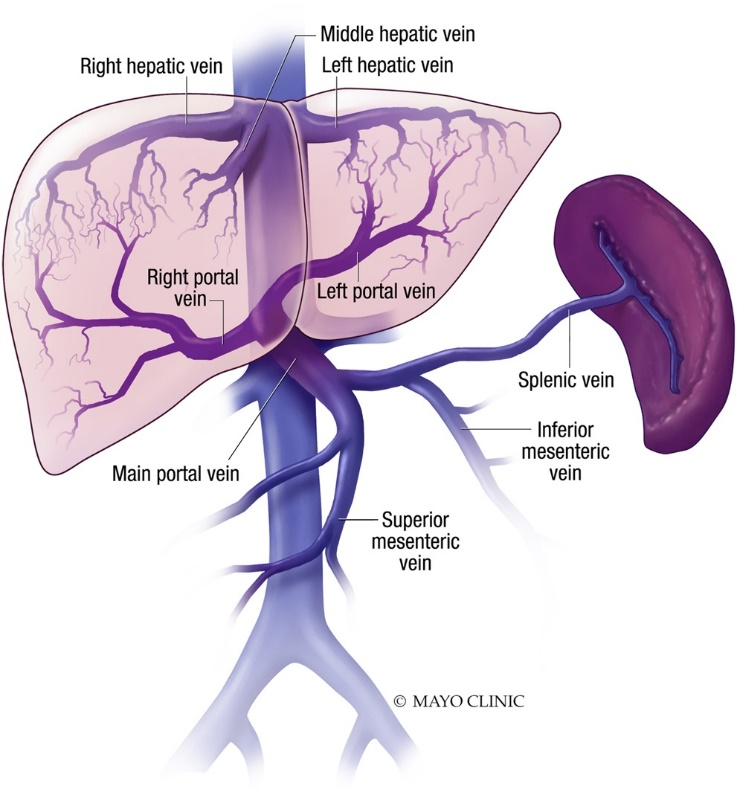 Middle hepatic vein
Right hepatic vein
Left hepatic vein
Right portal
vein
Left portal vein
Splenic vein
Inferior
mesenteric
vein
Main portal vein
Superior
mesenteric
vein
© MAYO CLINIC